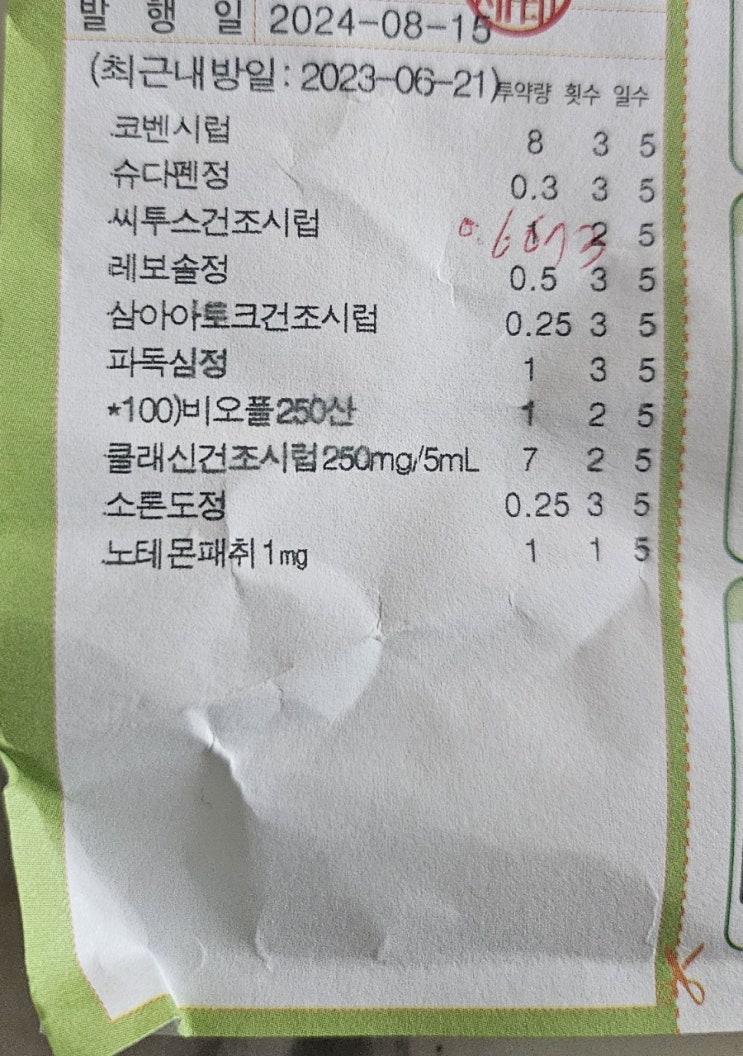 발 행 일 2024-08-15
(최근내방일 : 2023-06-21) 투약량 횟수 일수
코벤시럽 8 3 5
슈다펜정 0.3 3 5
씨투스건조시럽 1 2 5
레보솔정 0.5 3 5
삼아아토크건조시럽 0.25 3 5
파독심정 1 3 5
*100)비오플250산 1 2 5
클래신건조시럽250mg/5mL 7 2 5
소론도정 0.25 3 5
노테몬패취1mg 1 1 5